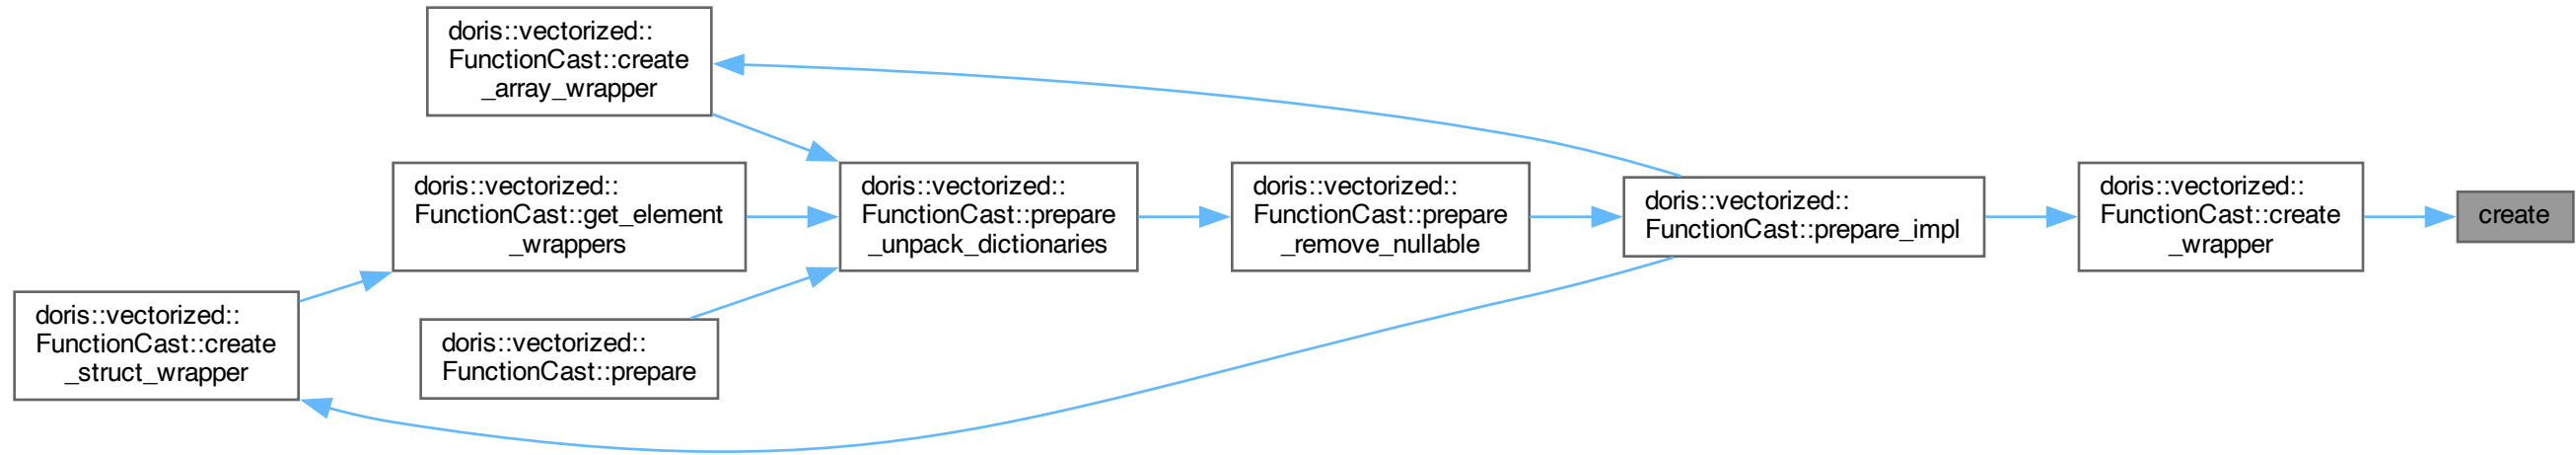 doris::vectorized::
FunctionCast::create
_array_wrapper
doris::vectorized::
FunctionCast::get_element
_wrappers
doris::vectorized::
FunctionCast::create
_struct_wrapper
doris::vectorized::
FunctionCast::prepare
doris::vectorized::
FunctionCast::prepare
_unpack_dictionaries
doris::vectorized::
FunctionCast::prepare
_remove_nullable
doris::vectorized::
FunctionCast::prepare_impl
doris::vectorized::
FunctionCast::create
_wrapper
create